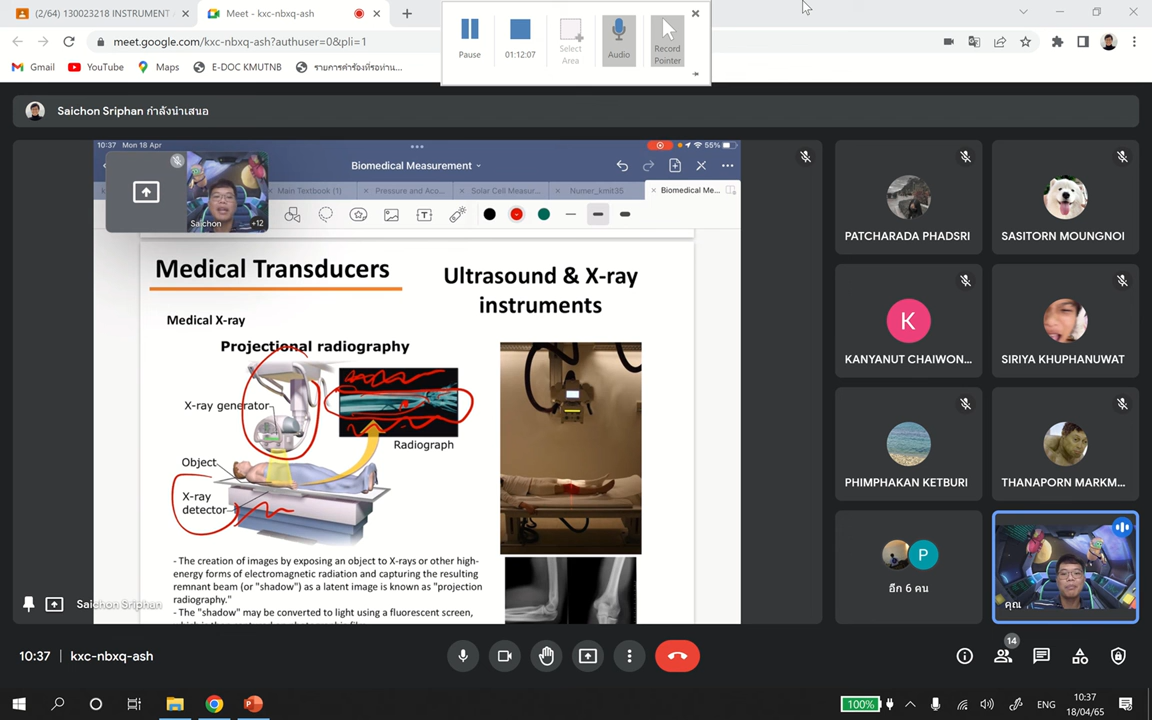 (2/64) 130023218 INSTRUMENT
Meet - kxc-nbxq-ash
Pause
01:12:07
Select Area
Audio
Record Pointer
meet.google.com/kxc-nbxq-ash?authuser=0&pli=1
Gmail
YouTube
Maps
E-DOC KMUTNB
รายการคำร้องที่รอท่าน...
Saichon Sriphan กำลังนำเสนอ
10:37 Mon 18 Apr
55%
Biomedical Measurement
Main Textbook (1)
Pressure and Aco...
Solar Cell Measur...
Numer_kmit35
Biomedical Me...
Saichon
+12
Medical Transducers
Ultrasound & X-ray
instruments
Medical X-ray
Projectional radiography
X-ray generator
Radiograph
Object
X-ray
detector
- The creation of images by exposing an object to X-rays or other high-
energy forms of electromagnetic radiation and capturing the resulting
remnant beam (or "shadow") as a latent image is known as "projection
radiography."
- The "shadow" may be converted to light using a fluorescent screen,
Saichon Sriphan
PATCHARADA PHADSRI
SASITORN MOUNGNOI
K
KANYANUT CHAIWON...
SIRIYA KHUPHANUWAT
PHIMPHAKAN KETBURI
THANAPORN MARKM...
P
อีก 6 คน
คุณ
10:37 | kxc-nbxq-ash
14
100%
ENG
10:37
18/04/65